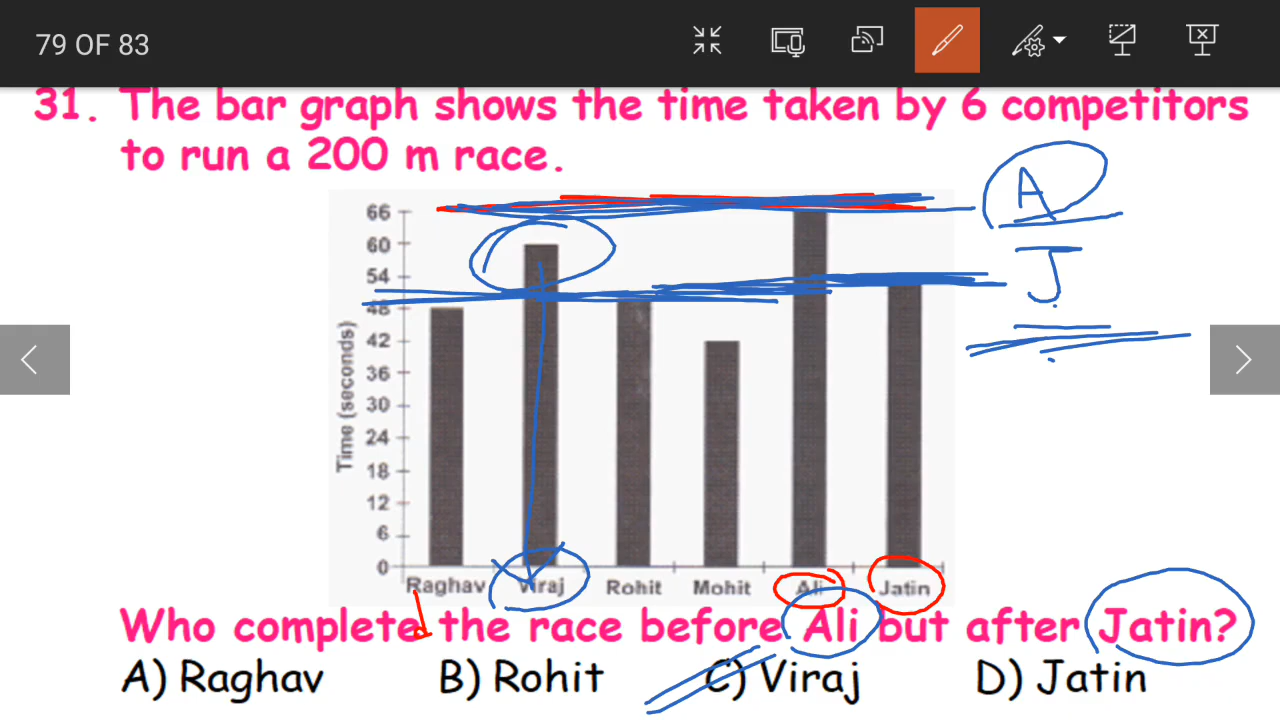 79 OF 83
31. The bar graph shows the time taken by 6 competitors
to run a 200 m race.
A
J
66
60
54
48
42
36
30
24
18
12
6
0
Time (seconds)
Raghav Viraj Rohit Mohit Ali Jatin
Who completed the race before Ali but after Jatin?
A) Raghav B) Rohit C) Viraj D) Jatin